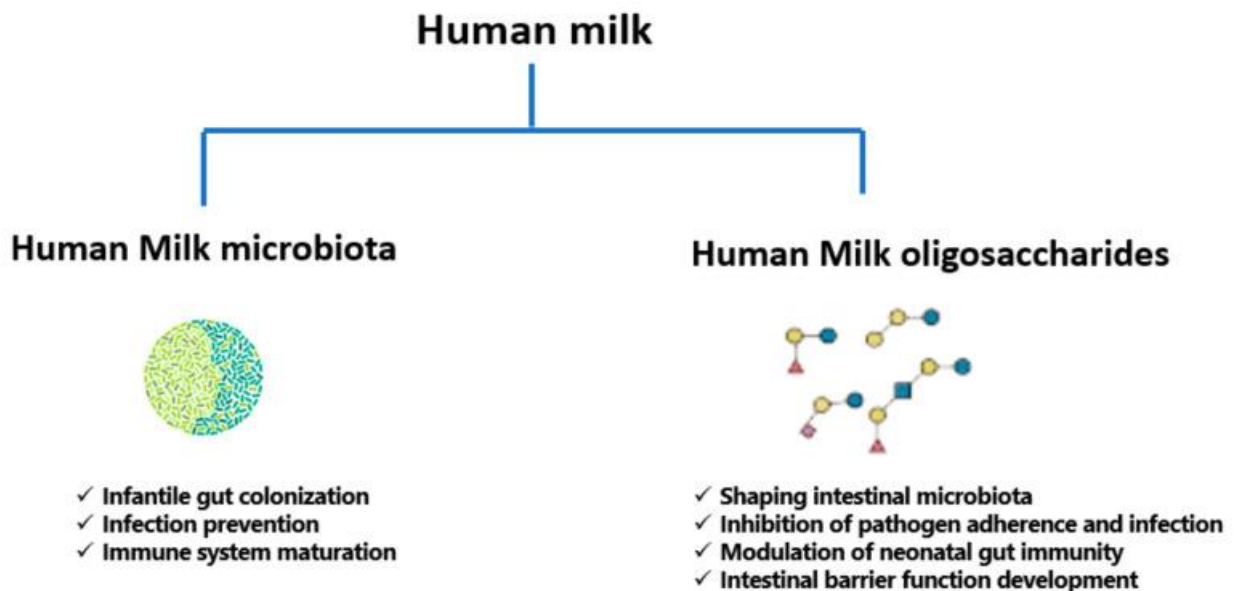 Human milk
Human Milk microbiota
✓ Infantile gut colonization
✓ Infection prevention
✓ Immune system maturation
Human Milk oligosaccharides
✓ Shaping intestinal microbiota
✓ Inhibition of pathogen adherence and infection
✓ Modulation of neonatal gut immunity
✓ Intestinal barrier function development